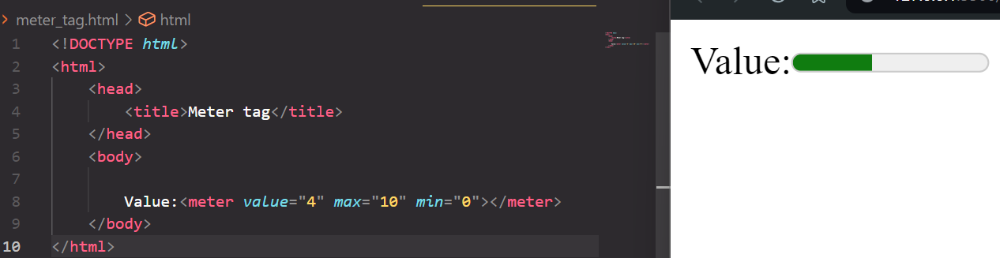 meter_tag.html > html
1 <!DOCTYPE html>
2 <html>
3 <head>
4 <title>Meter tag</title>
5 </head>
6 <body>
7
8 Value:<meter value="4" max="10" min="0"></meter>
9 </body>
10 </html>
Value: